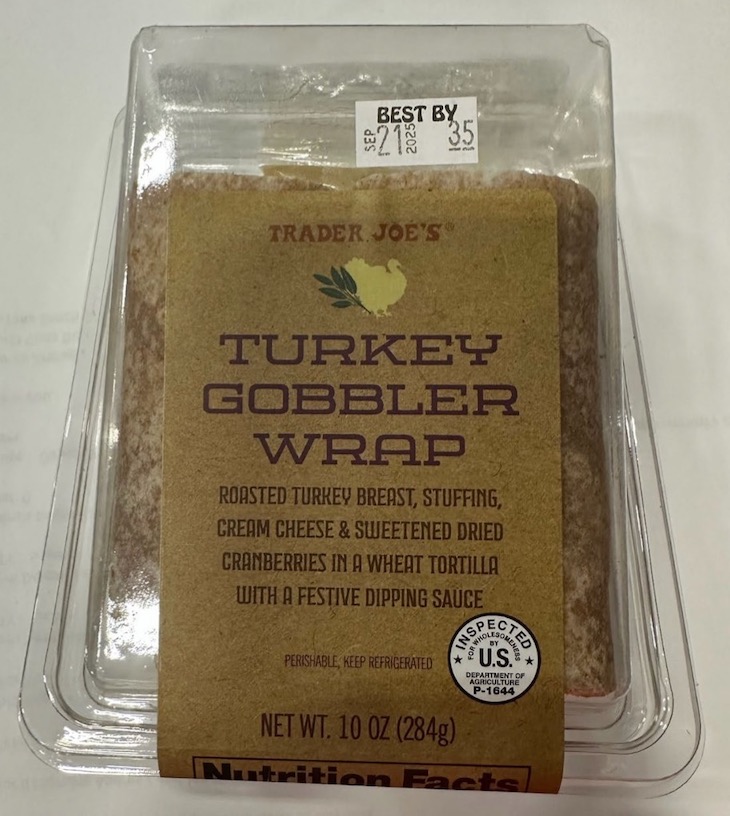 BEST BY
SEP 21 2025 35
TRADER JOE'S®
TURKEY
GOBBLER
WRAP
ROASTED TURKEY BREAST, STUFFING,
CREAM CHEESE & SWEETENED DRIED
CRANBERRIES IN A WHEAT TORTILLA
WITH A FESTIVE DIPPING SAUCE
INSPECTED
FOR WHOLESOMENESS
BY
U.S.
DEPARTMENT OF
AGRICULTURE
P-1644
PERISHABLE, KEEP REFRIGERATED
NET WT. 10 OZ (284g)
Nutrition Facts